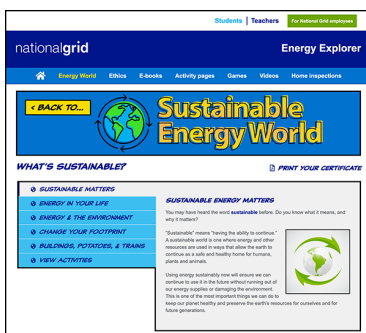 Students | Teachers For National Grid employees
nationalgrid Energy Explorer
Energy World Ethics E-books Activity pages Games Videos Home inspections
< BACK TO... Sustainable
Energy World
WHAT'S SUSTAINABLE? PRINT YOUR CERTIFICATE
SUSTAINABLE MATTERS
ENERGY IN YOUR LIFE
ENERGY & THE ENVIRONMENT
CHANGE YOUR FOOTPRINT
BUILDINGS, POTATOES, & TRAINS
VIEW ACTIVITIES
SUSTAINABLE ENERGY MATTERS
You may have heard the word sustainable before. Do you know what it means, and
why it matters?
"Sustainable" means "having the ability to continue."
A sustainable world is one where energy and other
resources are used in ways that allow the earth to
continue as a safe and healthy home for humans,
plants and animals.
Using energy sustainably now will ensure we can
continue to use it in the future without running out of
our energy supplies or damaging the environment.
This is one of the most important things we can do to
keep our planet healthy and preserve the earth's resources for ourselves and for
future generations.